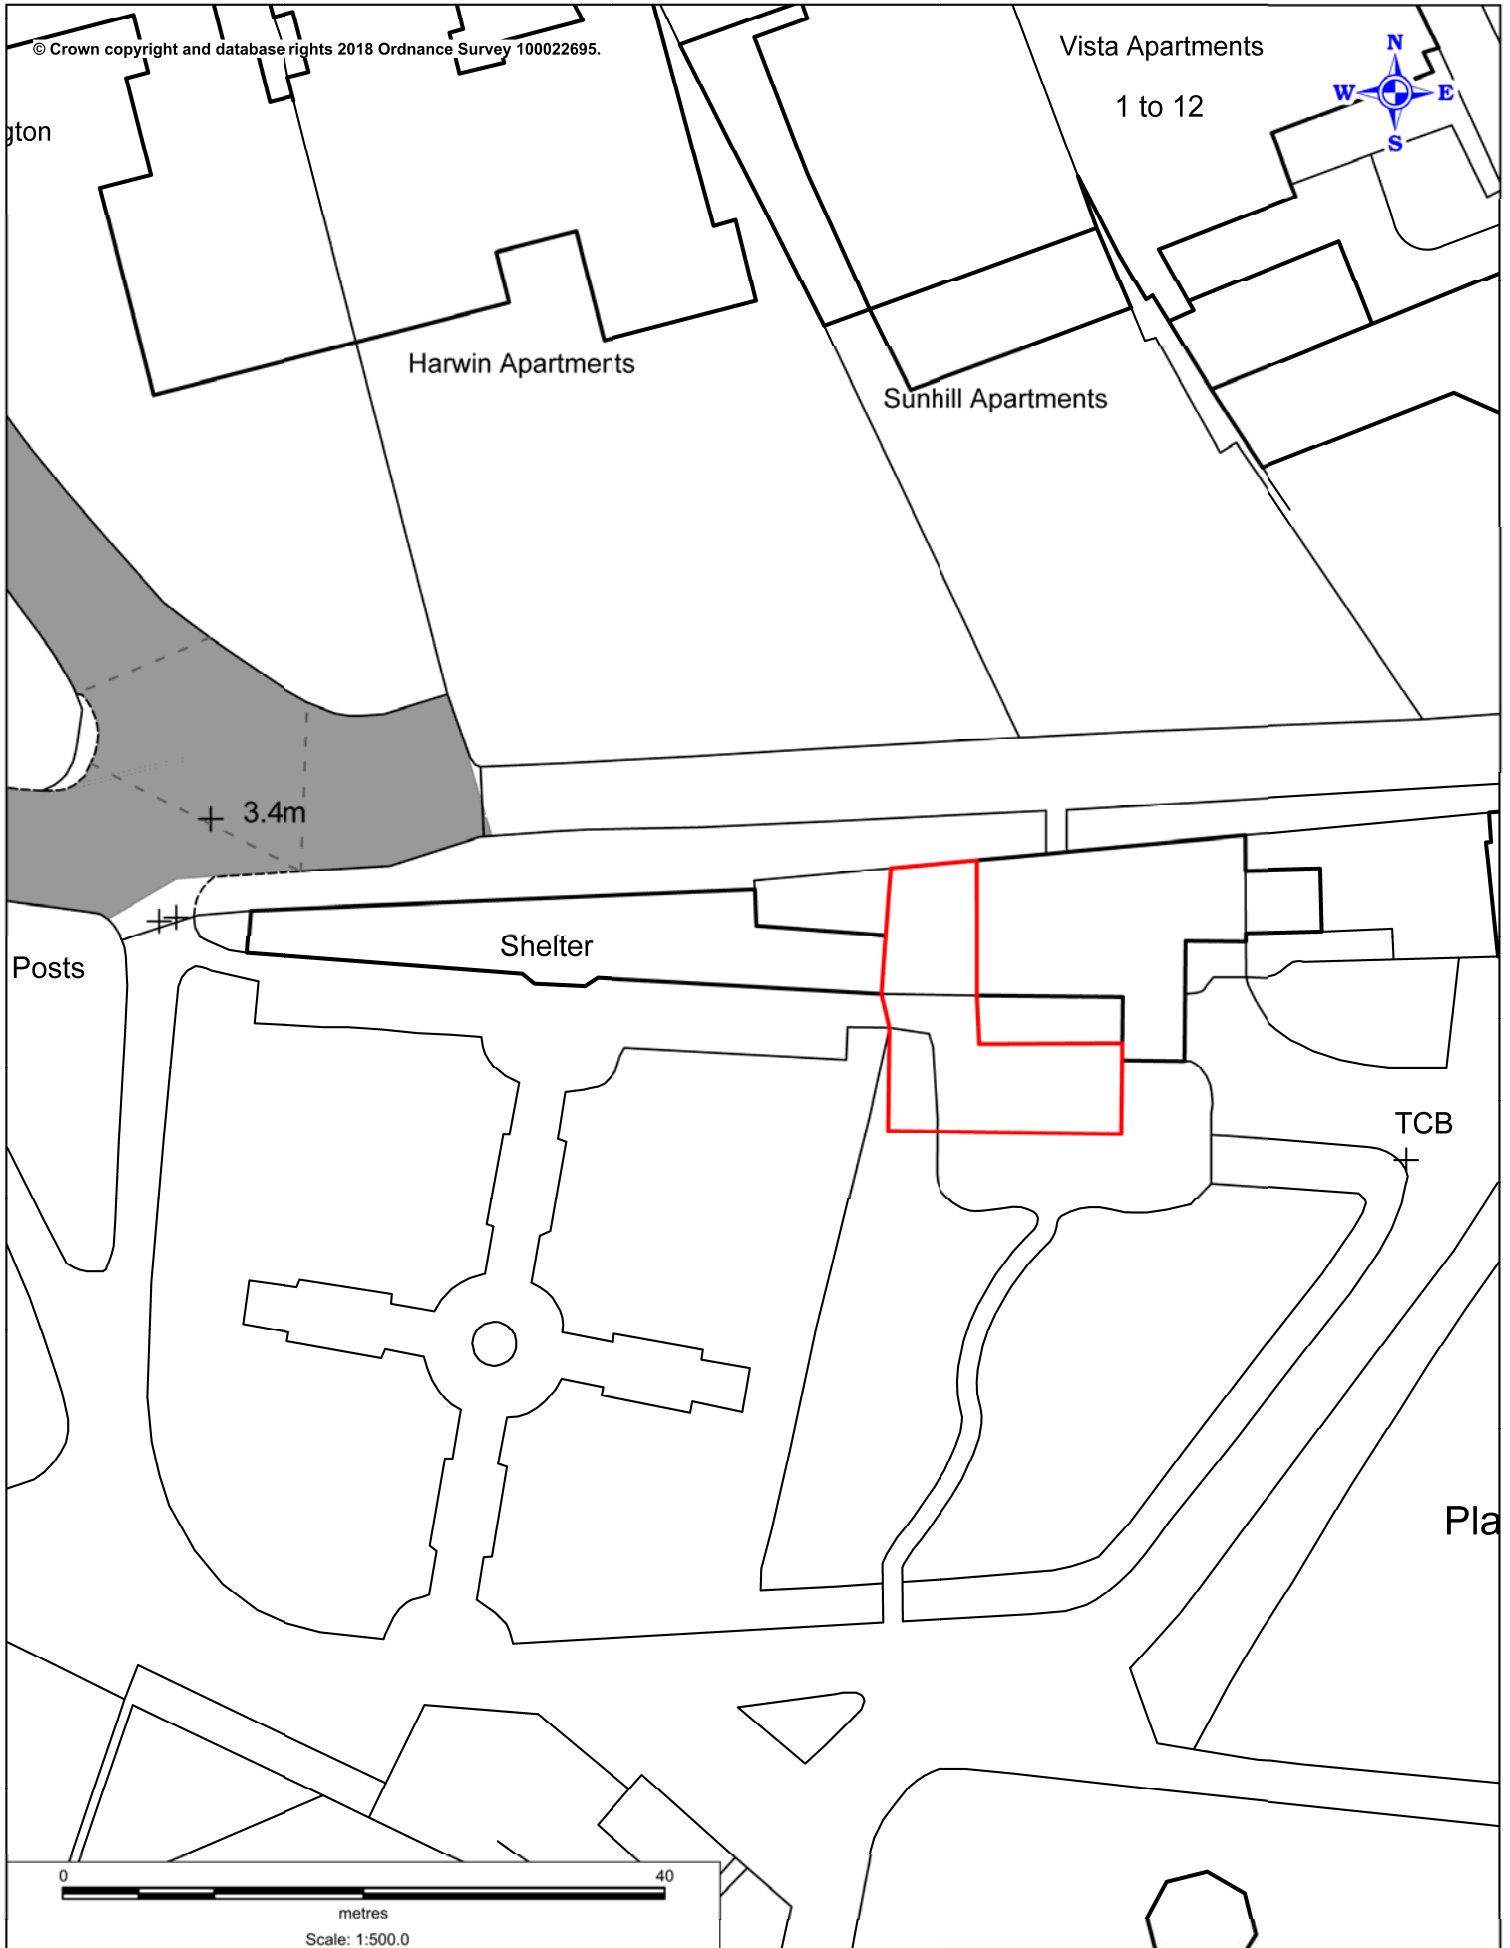 © Crown copyright and database rights 2018 Ordnance Survey 100022695.
Vista Apartments
1 to 12
N
W E
S
gton
Harwin Apartments
Sunhill Apartments
3.4m
Shelter
Posts
TCB
Pla
0 40
metres
Scale: 1:500.0